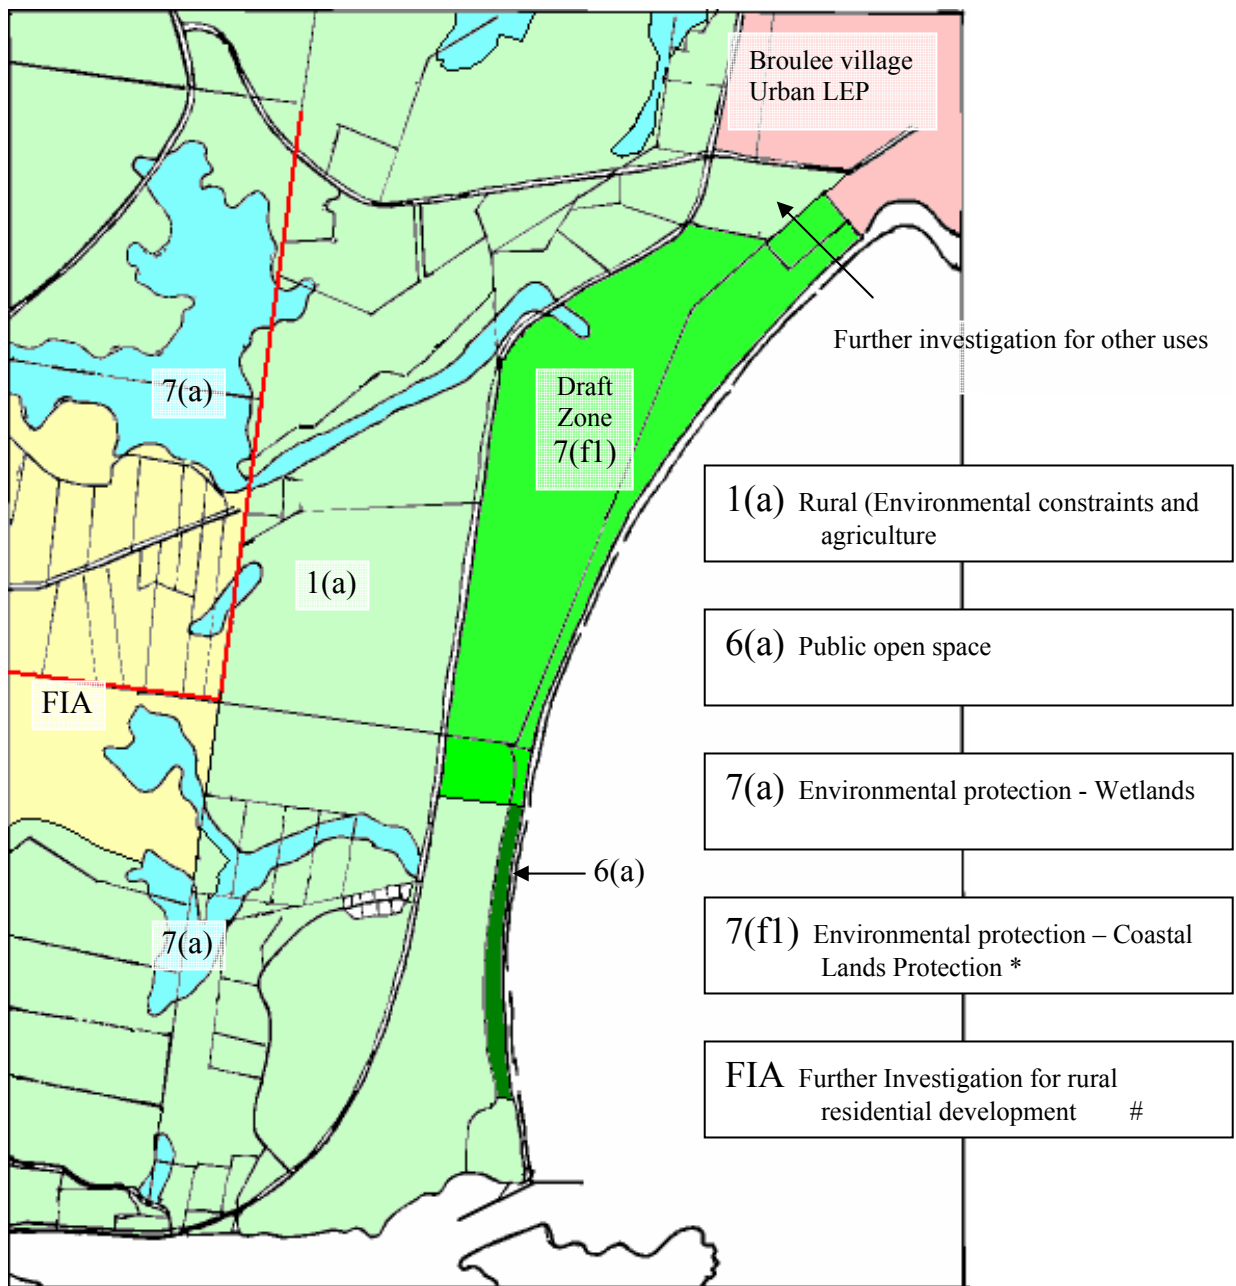 Broulee village
Urban LEP
Further investigation for other uses
7(a)
Draft
Zone
7(f1)
1(a)
FIA
6(a)
7(a)
1(a) Rural (Environmental constraints and
agriculture
6(a) Public open space
7(a) Environmental protection - Wetlands
7(f1) Environmental protection – Coastal
Lands Protection *
FIA Further Investigation for rural
residential development #